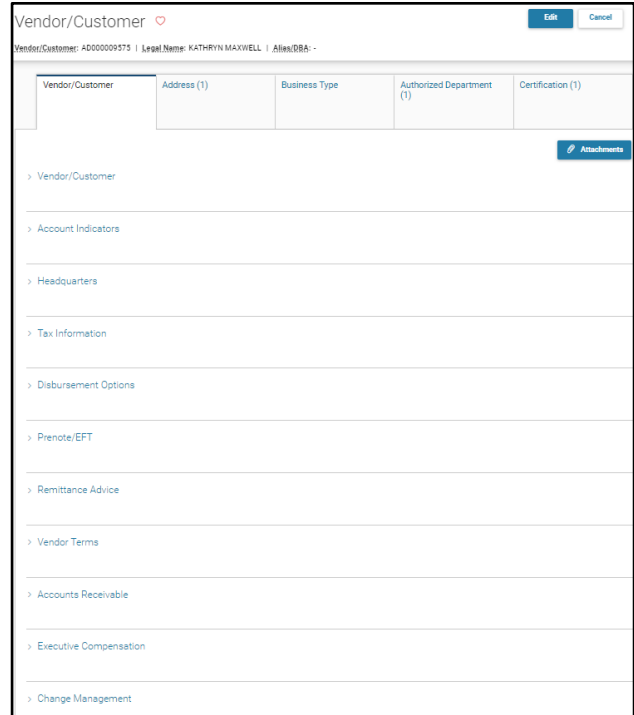 Vendor/Customer
Edit
Cancel
Vendor/Customer: AD000009575 | Legal Name: KATHRYN MAXWELL | Alias/DBA: -
Vendor/Customer
Address (1)
Business Type
Authorized Department
(1)
Certification (1)
Attachments
Vendor/Customer
Account Indicators
Headquarters
Tax Information
Disbursement Options
Prenote/EFT
Remittance Advice
Vendor Terms
Accounts Receivable
Executive Compensation
Change Management